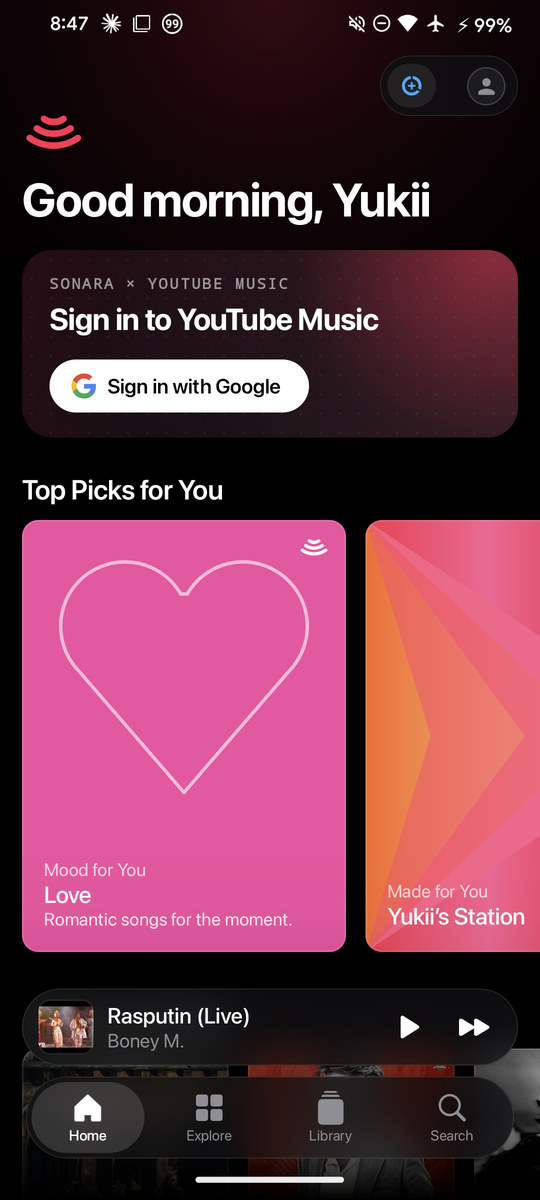 8:47
99
99%
Good morning, Yukii
SONARA × YOUTUBE MUSIC
Sign in to YouTube Music
Sign in with Google
Top Picks for You
Mood for You
Love
Romantic songs for the moment.
Made for You
Yukii's Station
Rasputin (Live)
Boney M.
Home
Explore
Library
Search